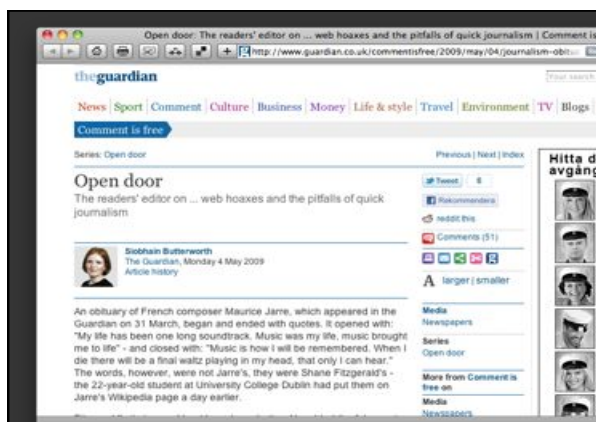 Open door: The readers' editor on ... web hoaxes and the pitfalls of quick journalism | Comment is
http://www.guardian.co.uk/commentisfree/2009/may/04/journalism-obitu
theguardian
Your search
News Sport Comment Culture Business Money Life & style Travel Environment TV Blogs
Comment is free
Series: Open door
Previous | Next | Index
Open door
The readers' editor on ... web hoaxes and the pitfalls of quick
journalism
Siobhain Butterworth
The Guardian, Monday 4 May 2009
Article history
An obituary of French composer Maurice Jarre, which appeared in the
Guardian on 31 March, began and ended with quotes. It opened with:
"My life has been one long soundtrack. Music was my life, music brought
me to life" - and closed with: "Music is how I will be remembered. When I
die there will be a final waltz playing in my head, that only I can hear."
The words, however, were not Jarre's, they were Shane Fitzgerald's -
the 22-year-old student at University College Dublin had put them on
Jarre's Wikipedia page a day earlier.
Tweet 8
Rekommendera
reddit this
Comments (51)
A larger | smaller
Media
Newspapers
Series
Open door
More from Comment is
free on
Media
Newspapers
Hitta d
avgång